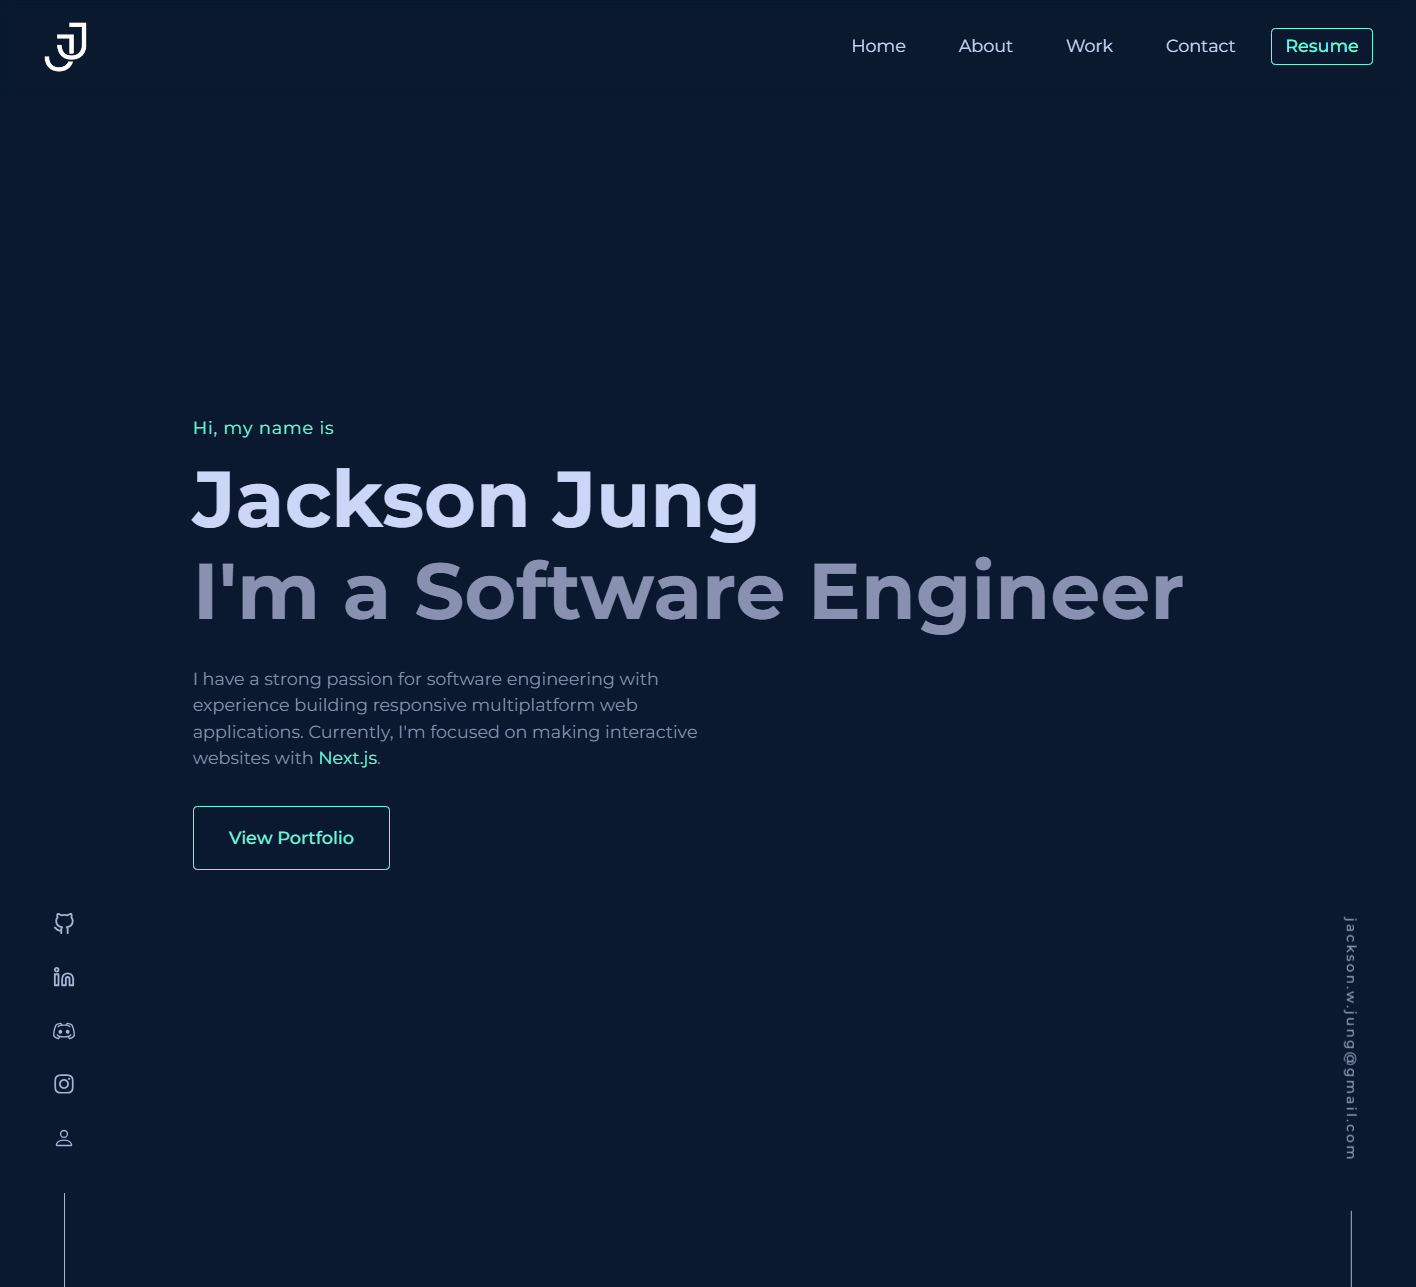 Home
About
Work
Contact
Resume
Hi, my name is
Jackson Jung
I'm a Software Engineer
I have a strong passion for software engineering with
experience building responsive multiplatform web
applications. Currently, I'm focused on making interactive
websites with Next.js.
View Portfolio
jackson.w.jung@gmail.com